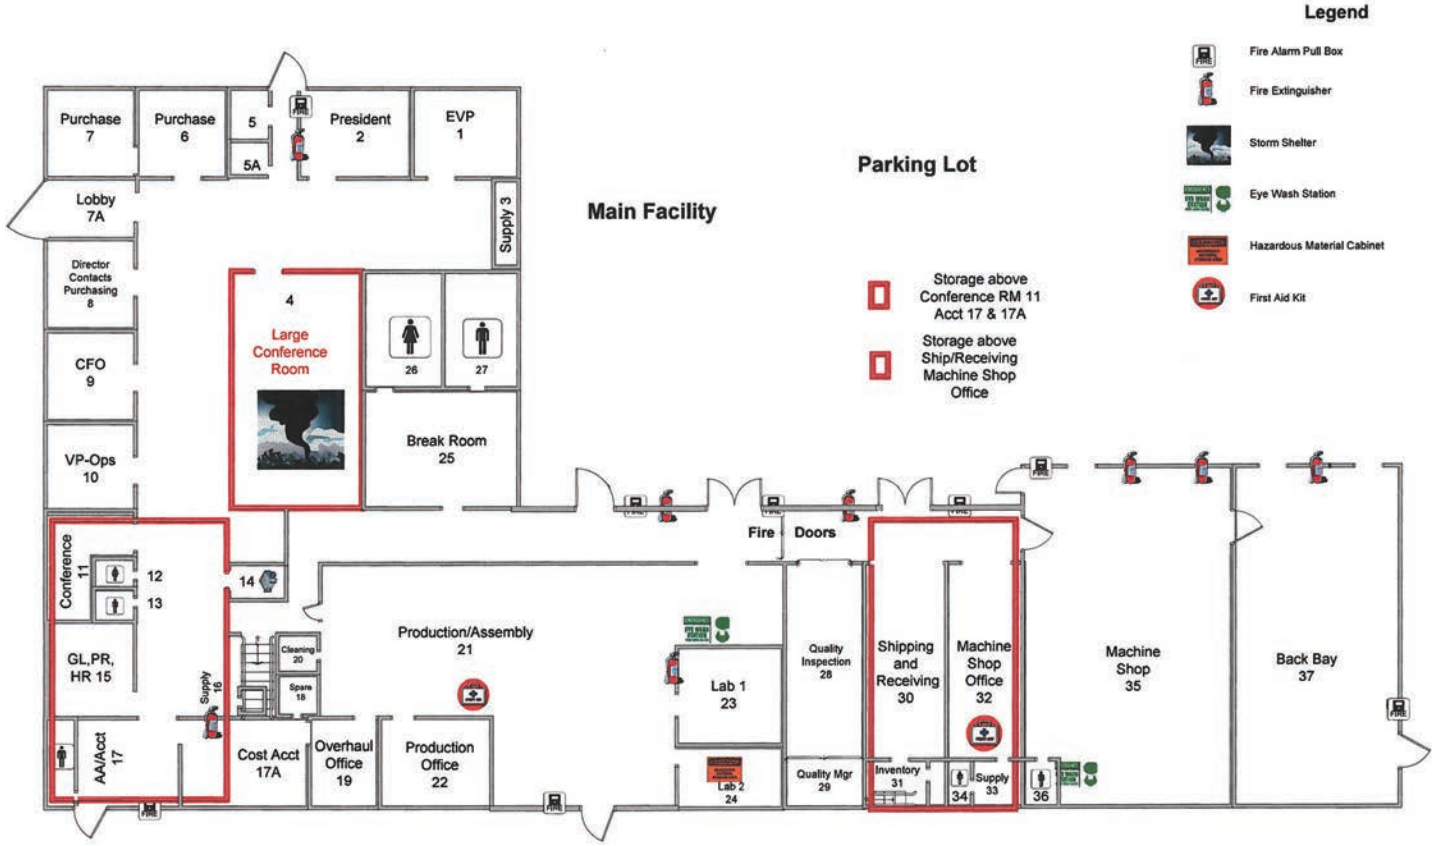 Legend
Fire Alarm Pull Box
Fire Extinguisher
Storm Shelter
Eye Wash Station
Hazardous Material Cabinet
First Aid Kit
Parking Lot
Main Facility
Storage above
Conference RM 11
Acct 17 & 17A
Storage above
Ship/Receiving
Machine Shop
Office
Purchase
7
Purchase
6
5
5A
FIRE
President
2
EVP
1
Lobby
7A
Supply 3
Director
Contacts
Purchasing
8
4
Large
Conference
Room
26
27
CFO
9
Break Room
25
VP-Ops
10
Fire Doors
Conference
11
12
13
14
GL,PR,
HR 15
Supply
16
Cleaning
20
Spare
18
Production/Assembly
21
Lab 1
23
Quality
Inspection
28
Shipping
and
Receiving
30
Machine
Shop
Office
32
Machine
Shop
35
Back Bay
37
AA/Acct
17
Cost Acct
17A
Overhaul
Office
19
Production
Office
22
Lab 2
24
Quality Mgr
29
Inventory
31
34
Supply
33
36
FIRE
FIRE
FIRE